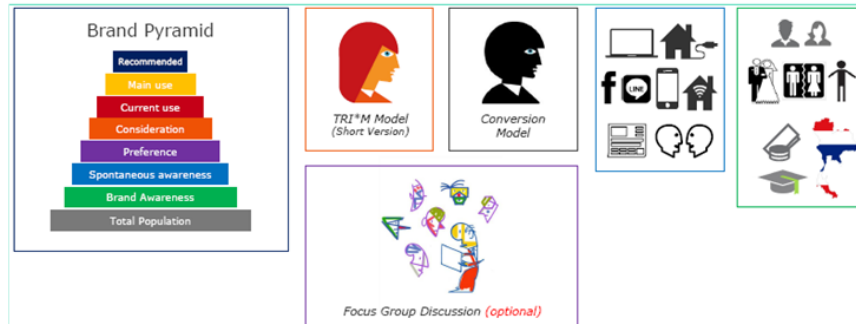 Brand Pyramid
Recommended
Main use
Current use
Consideration
Preference
Spontaneous awareness
Brand Awareness
Total Population
TRI*M Model
(Short Version)
Conversion
Model
f
LINE
Focus Group Discussion (optional)